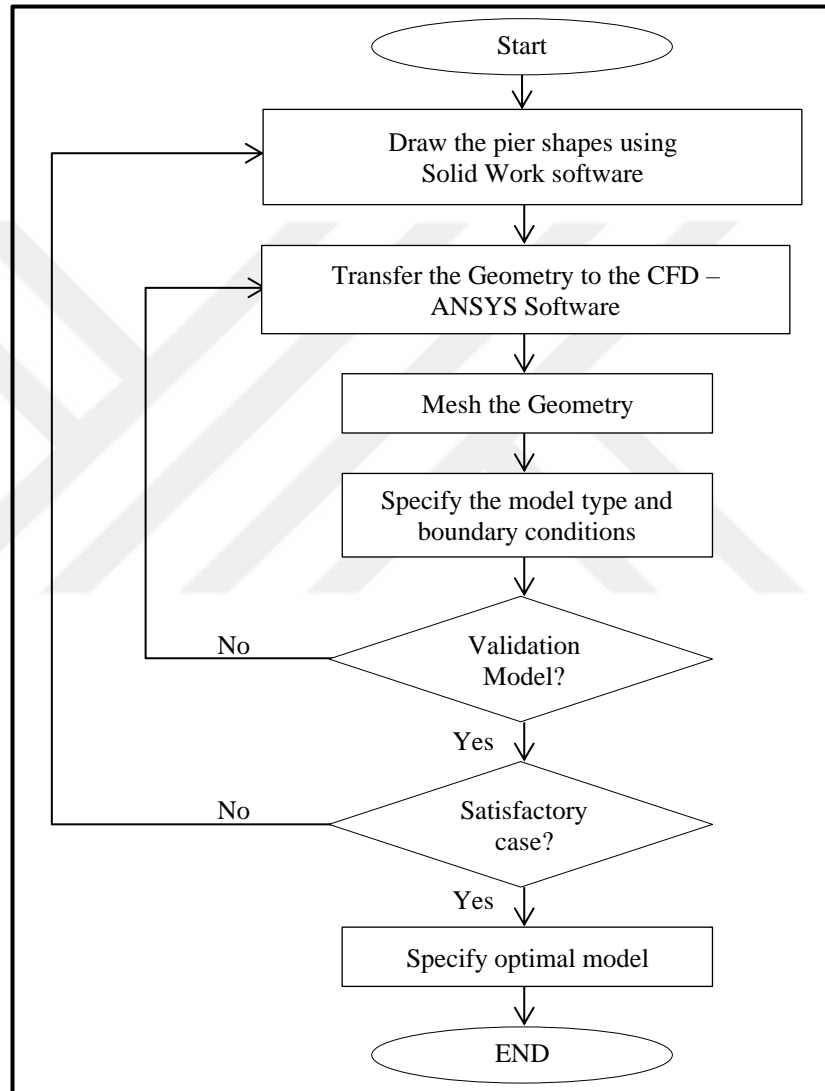 Start
Draw the pier shapes using
Solid Work software
Transfer the Geometry to the CFD –
ANSYS Software
Mesh the Geometry
Specify the model type and
boundary conditions
No
Validation
Model?
Yes
No
Satisfactory
case?
Yes
Specify optimal model
END